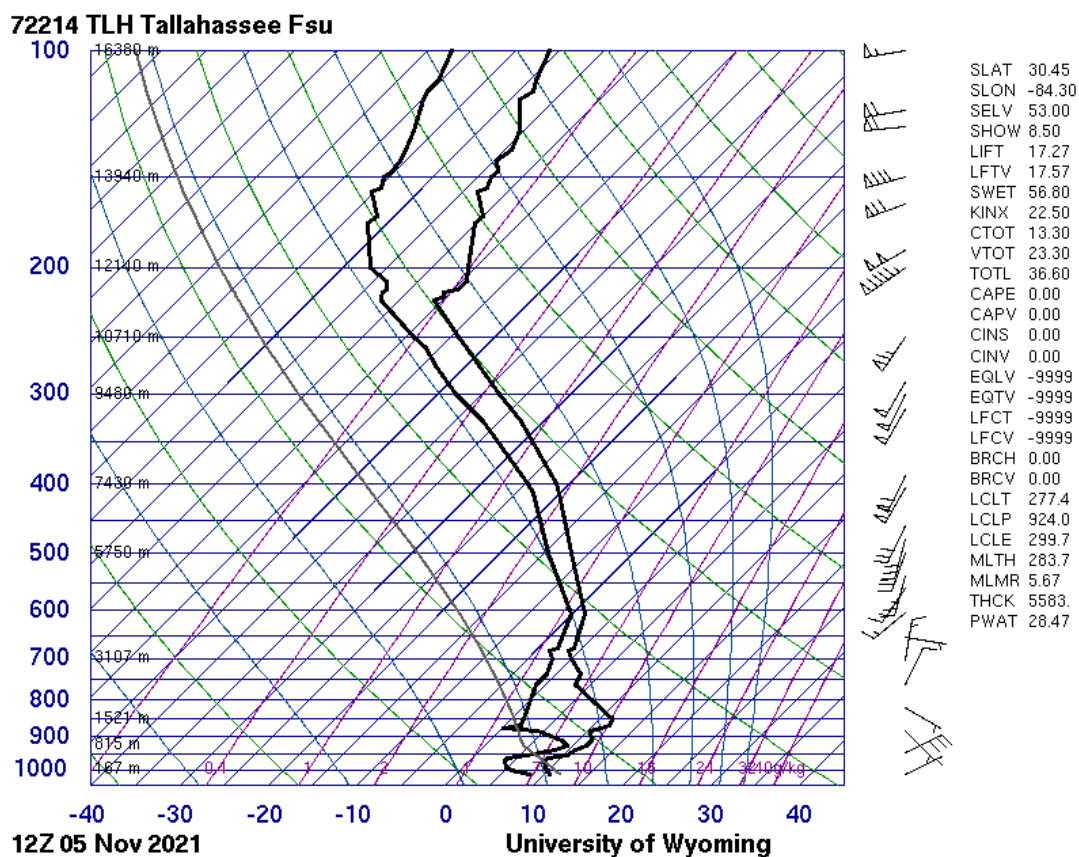 72214 TLH Tallahassee Fsu
100 16380 m
13940 m
200 12140 m
10710 m
300 9480 m
400 7430 m
500 5750 m
600
700 3107 m
800
1521 m
900
815 m
1000 167 m 0.4 1 2 4 7 10 16 24 32 40g/kg
-40 -30 -20 -10 0 10 20 30 40
12Z 05 Nov 2021 University of Wyoming
SLAT 30.45
SLON -84.30
SELV 53.00
SHOW 8.50
LIFT 17.27
LFTV 17.57
SWET 56.80
KINX 22.50
CTOT 13.30
VTOT 23.30
TOTL 36.60
CAPE 0.00
CAPV 0.00
CINS 0.00
CINV 0.00
EQLV -9999
EQTV -9999
LFCT -9999
LFCV -9999
BRCH 0.00
BRCV 0.00
LCLT 277.4
LCLP 924.0
LCLE 299.7
MLTH 283.7
MLMR 5.67
THCK 5583.
PWAT 28.47